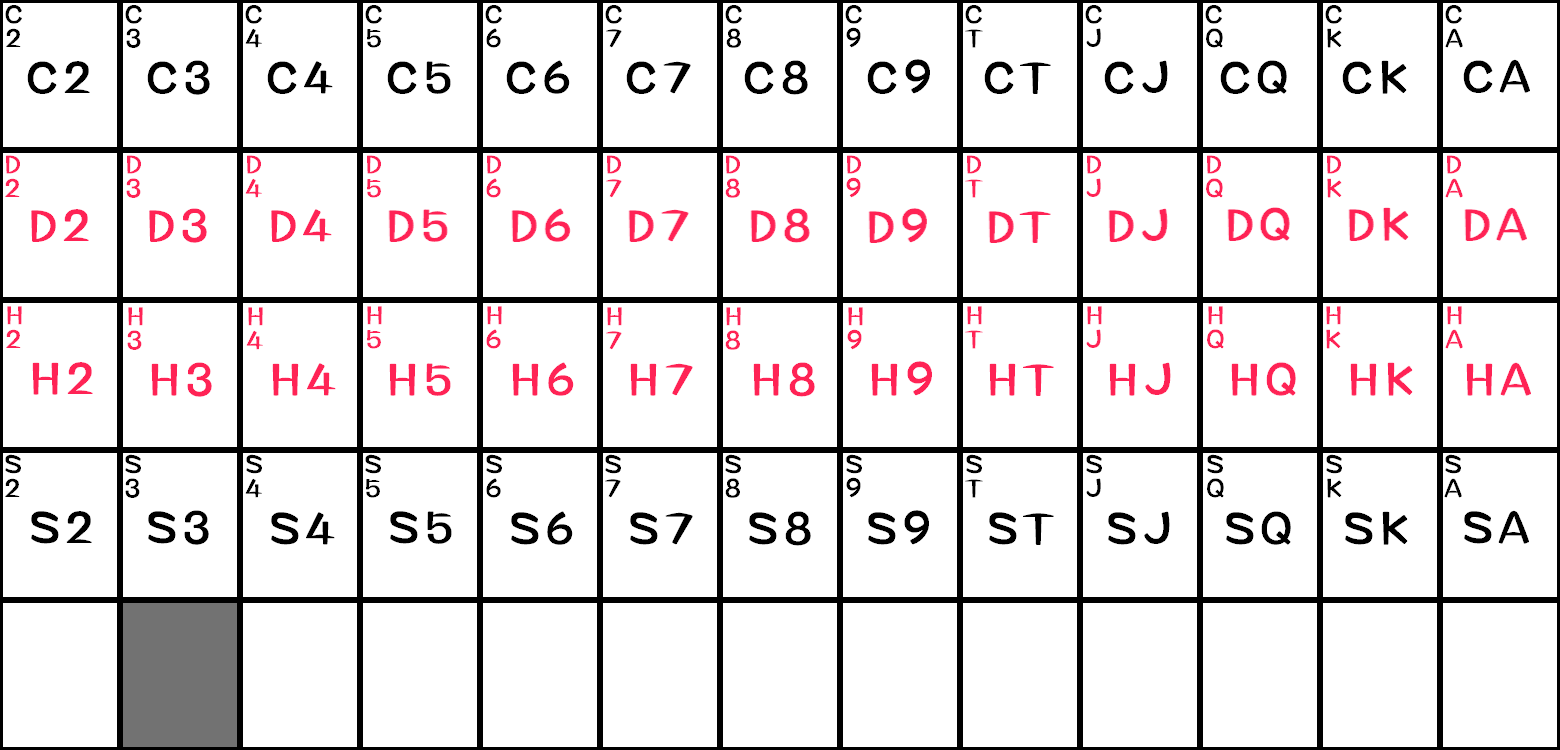 C C C C C C C C C C C C C
2 3 4 5 6 7 8 9 T J Q K A
C2 C3 C4 C5 C6 C7 C8 C9 CT CJ CQ CK CA
D D D D D D D D D D D D D
2 3 4 5 6 7 8 9 T J Q K A
D2 D3 D4 D5 D6 D7 D8 D9 DT DJ DQ DK DA
H H H H H H H H H H H H H
2 3 4 5 6 7 8 9 T J Q K A
H2 H3 H4 H5 H6 H7 H8 H9 HT HJ HQ HK HA
S S S S S S S S S S S S S
2 3 4 5 6 7 8 9 T J Q K A
S2 S3 S4 S5 S6 S7 S8 S9 ST SJ SQ SK SA